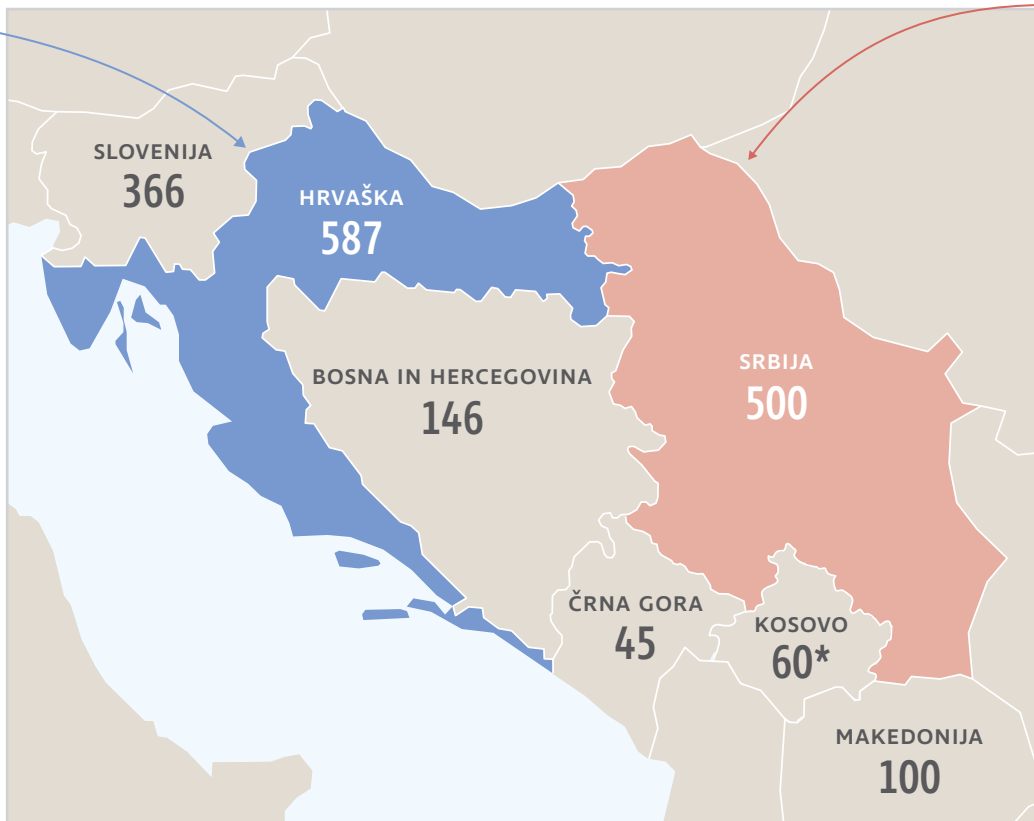 SLOVENIJA
366
HRVAŠKA
587
SRBIJA
500
BOSNA IN HERCEGOVINA
146
ČRNA GORA
45
KOSOVO
60*
MAKEDONIJA
100